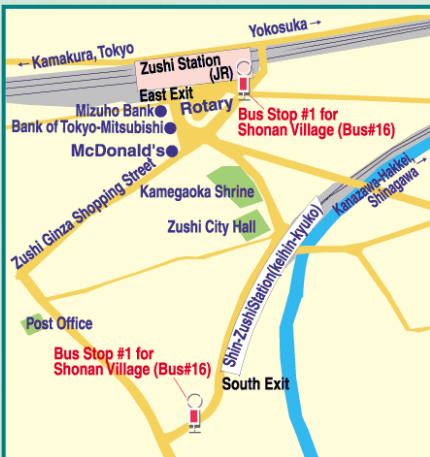 Yokosuka →
← Kamakura, Tokyo
Zushi Station
(JR)
East Exit
Rotary
Mizuho Bank
Bank of Tokyo-Mitsubishi
McDonald's
Bus Stop #1 for
Shonan Village (Bus#16)
Zushi Ginza Shopping Street
Kamegaoka Shrine
Zushi City Hall
Kanazawa-Hakkei,
Shinagawa →
Shin-ZushiStation(keihin-kyuko)
Post Office
Bus Stop #1 for
Shonan Village (Bus#16)
South Exit